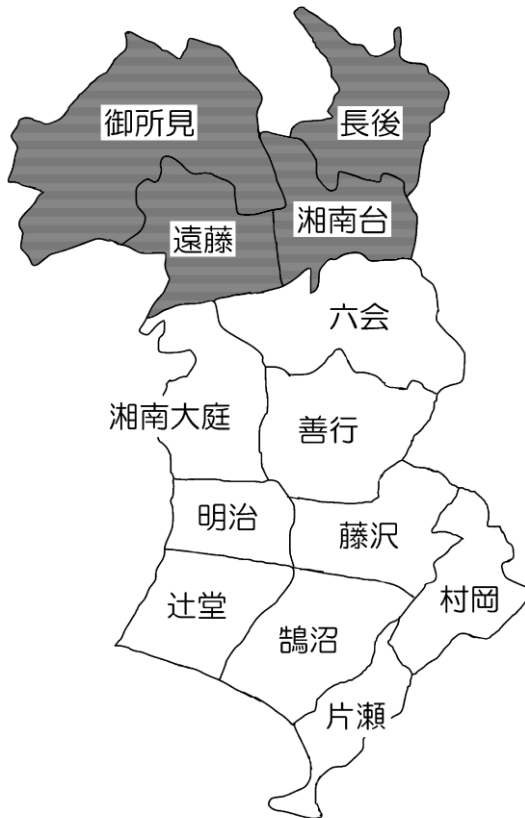 御所見
長後
遠藤
湘南台
六会
湘南大庭
善行
明治
藤沢
辻堂
鵠沼
村岡
片瀬